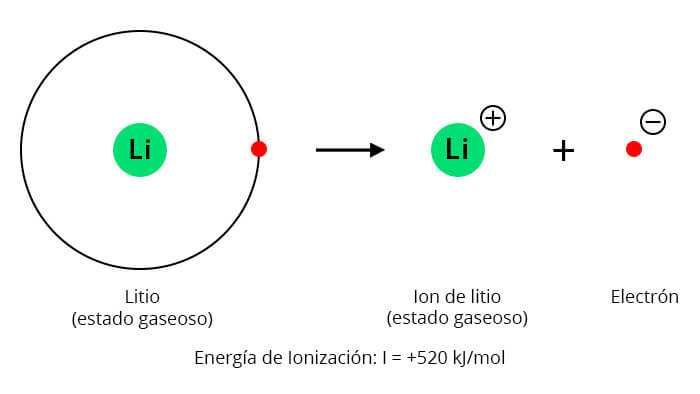 Li
Li
+
Litio
(estado gaseoso)
Ion de litio
(estado gaseoso)
Electrón
Energía de Ionización: I = +520 kJ/mol